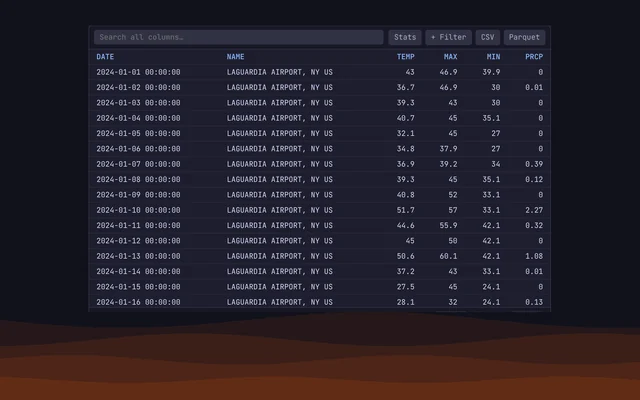 Search all columns… Stats + Filter CSV Parquet
DATE NAME TEMP MAX MIN PRCP
2024-01-01 00:00:00 LAGUARDIA AIRPORT, NY US 43 46.9 39.9 0
2024-01-02 00:00:00 LAGUARDIA AIRPORT, NY US 36.7 46.9 30 0.01
2024-01-03 00:00:00 LAGUARDIA AIRPORT, NY US 39.3 43 30 0
2024-01-04 00:00:00 LAGUARDIA AIRPORT, NY US 40.7 45 35.1 0
2024-01-05 00:00:00 LAGUARDIA AIRPORT, NY US 32.1 45 27 0
2024-01-06 00:00:00 LAGUARDIA AIRPORT, NY US 34.8 37.9 27 0
2024-01-07 00:00:00 LAGUARDIA AIRPORT, NY US 36.9 39.2 34 0.39
2024-01-08 00:00:00 LAGUARDIA AIRPORT, NY US 39.3 45 35.1 0.12
2024-01-09 00:00:00 LAGUARDIA AIRPORT, NY US 40.8 52 33.1 0
2024-01-10 00:00:00 LAGUARDIA AIRPORT, NY US 51.7 57 33.1 2.27
2024-01-11 00:00:00 LAGUARDIA AIRPORT, NY US 44.6 55.9 42.1 0.32
2024-01-12 00:00:00 LAGUARDIA AIRPORT, NY US 45 50 42.1 0
2024-01-13 00:00:00 LAGUARDIA AIRPORT, NY US 50.6 60.1 42.1 1.08
2024-01-14 00:00:00 LAGUARDIA AIRPORT, NY US 37.2 43 33.1 0.01
2024-01-15 00:00:00 LAGUARDIA AIRPORT, NY US 27.5 45 24.1 0
2024-01-16 00:00:00 LAGUARDIA AIRPORT, NY US 28.1 32 24.1 0.13